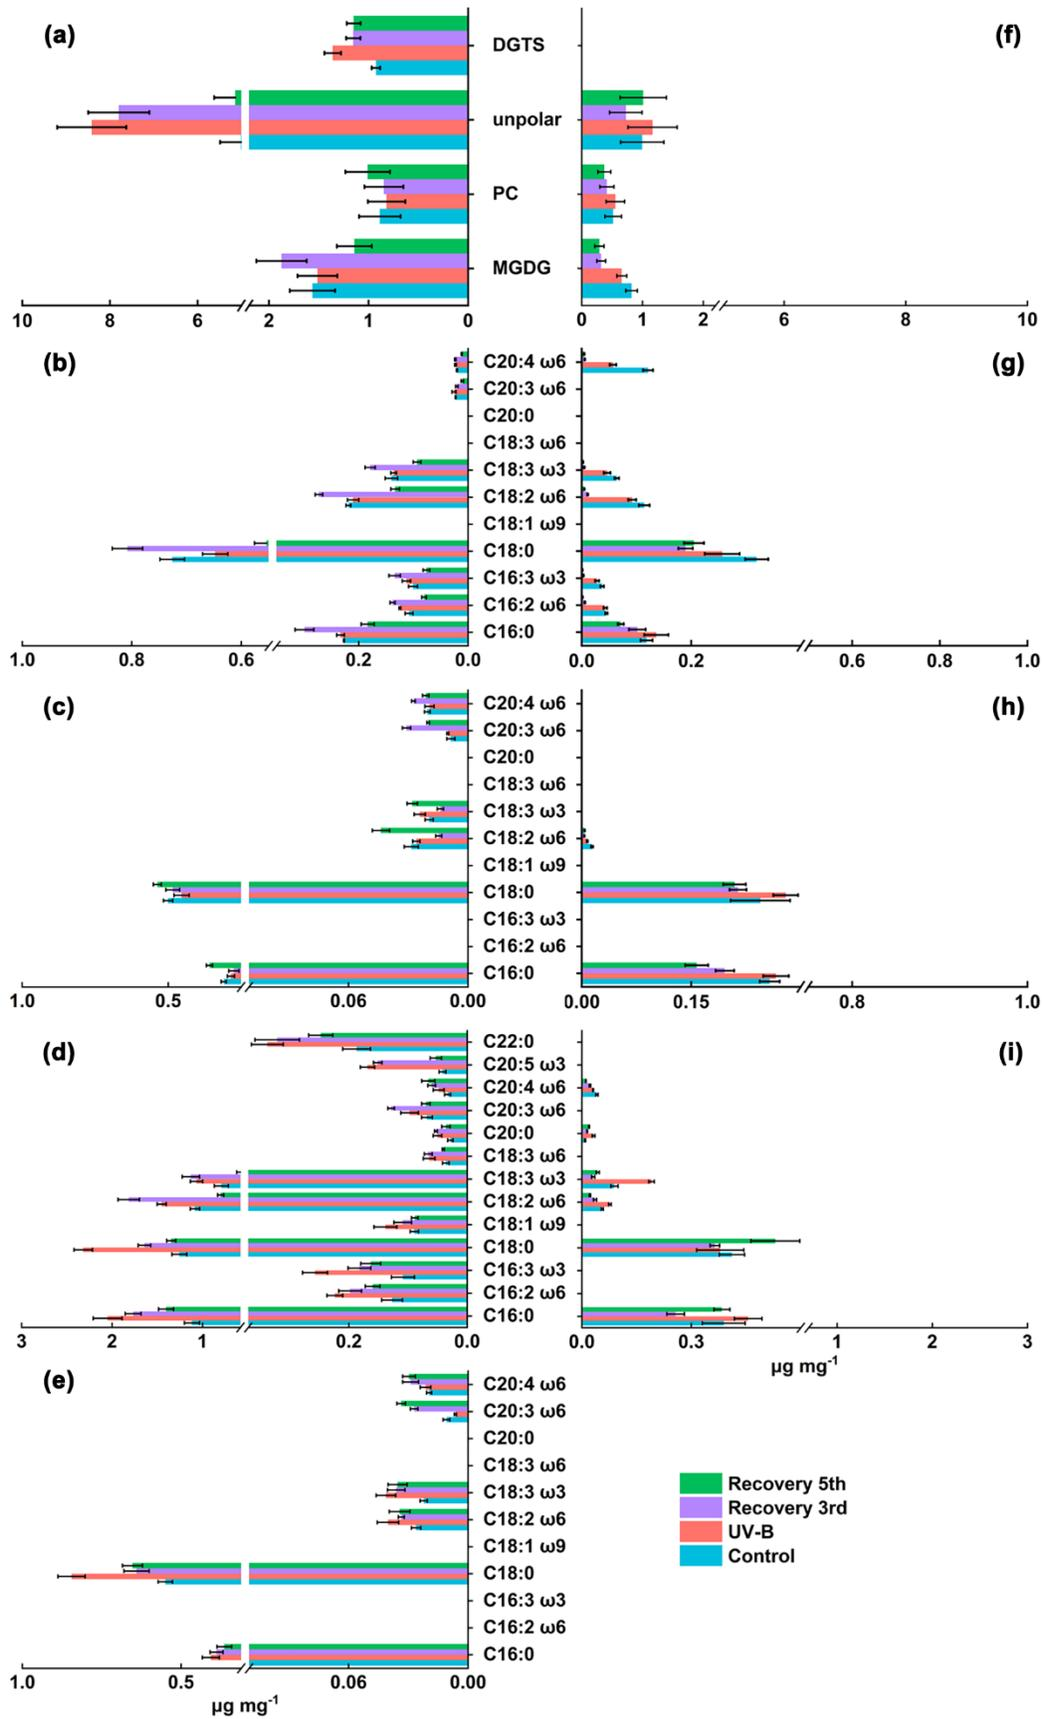 (a)
(f)
DGTS
unpolar
PC
MGDG
10 8 6 2 1 0
0 1 2 6 8 10
(b)
(g)
C20:4 ω6
C20:3 ω6
C20:0
C18:3 ω6
C18:3 ω3
C18:2 ω6
C18:1 ω9
C18:0
C16:3 ω3
C16:2 ω6
C16:0
1.0 0.8 0.6 0.2 0.0
0.0 0.2 0.6 0.8 1.0
(c)
(h)
C20:4 ω6
C20:3 ω6
C20:0
C18:3 ω6
C18:3 ω3
C18:2 ω6
C18:1 ω9
C18:0
C16:3 ω3
C16:2 ω6
C16:0
1.0 0.5 0.06 0.00
0.00 0.15 0.8 1.0
(d)
(i)
C22:0
C20:5 ω3
C20:4 ω6
C20:3 ω6
C20:0
C18:3 ω6
C18:3 ω3
C18:2 ω6
C18:1 ω9
C18:0
C16:3 ω3
C16:2 ω6
C16:0
3 2 1 0.2 0.0
0.0 0.3 1 2 3
µg mg⁻¹
(e)
C20:4 ω6
C20:3 ω6
C20:0
C18:3 ω6
C18:3 ω3
C18:2 ω6
C18:1 ω9
C18:0
C16:3 ω3
C16:2 ω6
C16:0
1.0 0.5 0.06 0.00
µg mg⁻¹
Recovery 5th
Recovery 3rd
UV-B
Control